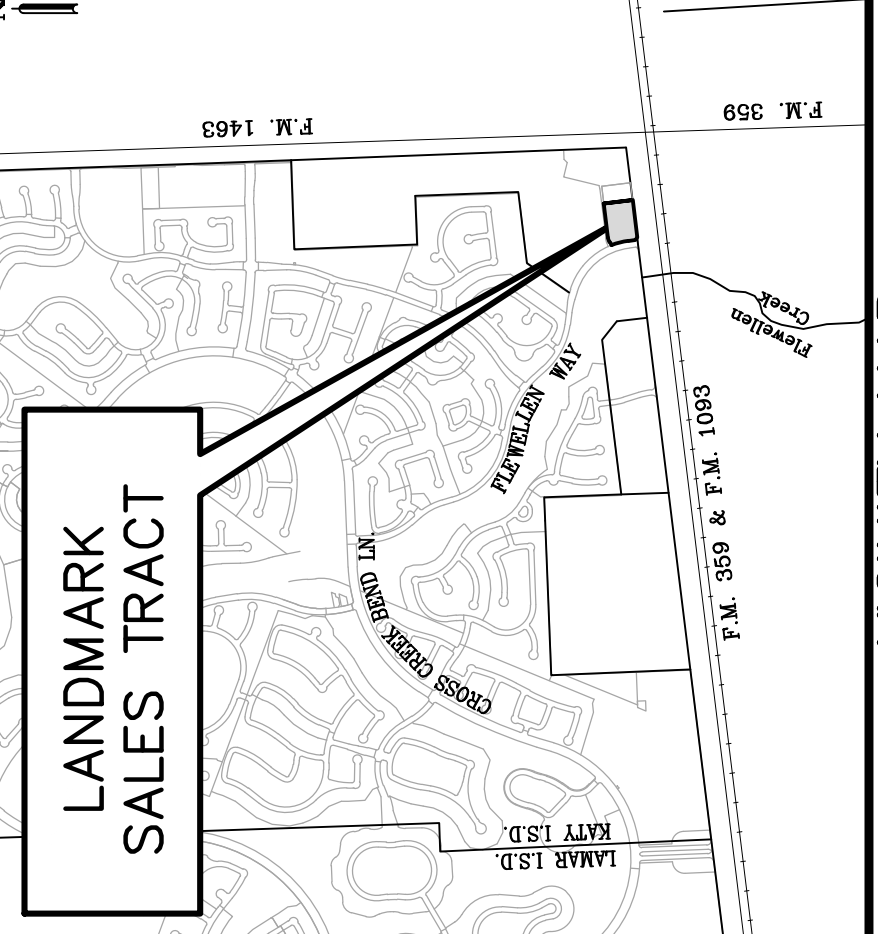 F.M. 1463
F.M. 359
Flewellen
Creek
FLEWELLEN WAY
F.M. 359 & F.M. 1093
CROSS CREEK BEND LN.
LANDMARK
SALES TRACT
KATY I.S.D.
LAMAR I.S.D.